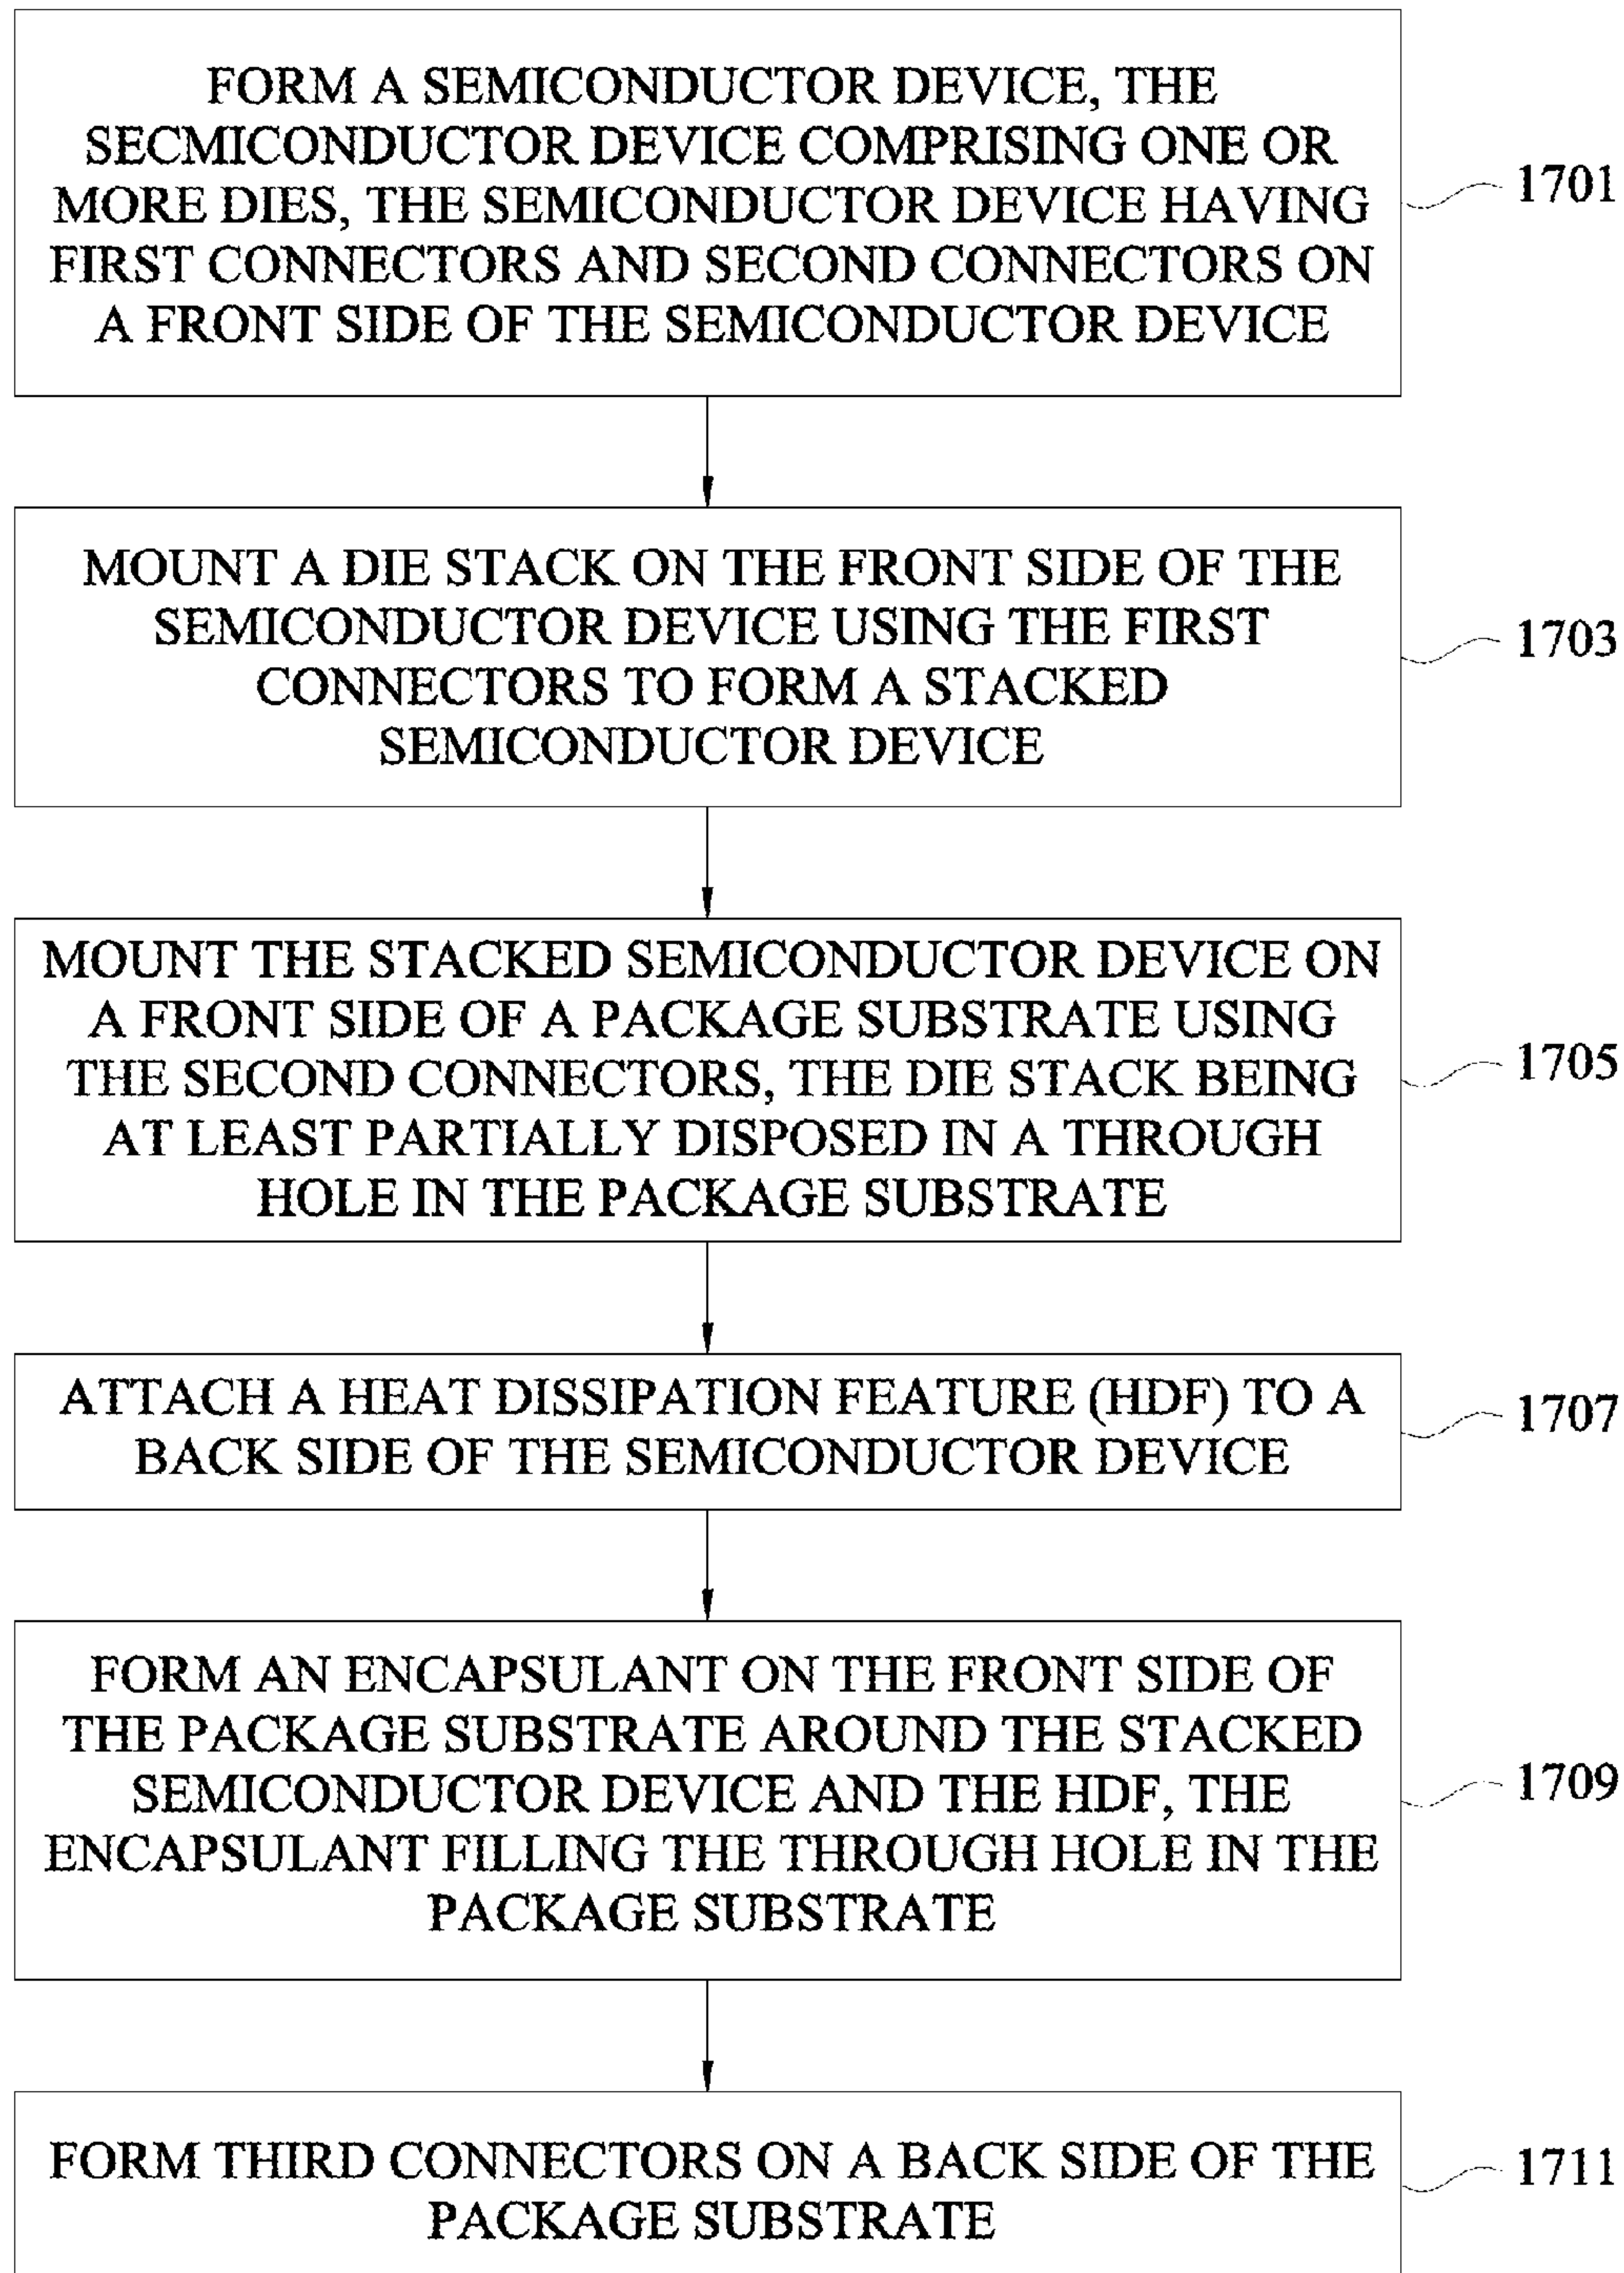 FORM A SEMICONDUCTOR DEVICE, THE
SECMICONDUCTOR DEVICE COMPRISING ONE OR
MORE DIES, THE SEMICONDUCTOR DEVICE HAVING
FIRST CONNECTORS AND SECOND CONNECTORS ON
A FRONT SIDE OF THE SEMICONDUCTOR DEVICE
1701
MOUNT A DIE STACK ON THE FRONT SIDE OF THE
SEMICONDUCTOR DEVICE USING THE FIRST
CONNECTORS TO FORM A STACKED
SEMICONDUCTOR DEVICE
1703
MOUNT THE STACKED SEMICONDUCTOR DEVICE ON
A FRONT SIDE OF A PACKAGE SUBSTRATE USING
THE SECOND CONNECTORS, THE DIE STACK BEING
AT LEAST PARTIALLY DISPOSED IN A THROUGH
HOLE IN THE PACKAGE SUBSTRATE
1705
ATTACH A HEAT DISSIPATION FEATURE (HDF) TO A
BACK SIDE OF THE SEMICONDUCTOR DEVICE
1707
FORM AN ENCAPSULANT ON THE FRONT SIDE OF
THE PACKAGE SUBSTRATE AROUND THE STACKED
SEMICONDUCTOR DEVICE AND THE HDF, THE
ENCAPSULANT FILLING THE THROUGH HOLE IN THE
PACKAGE SUBSTRATE
1709
FORM THIRD CONNECTORS ON A BACK SIDE OF THE
PACKAGE SUBSTRATE
1711